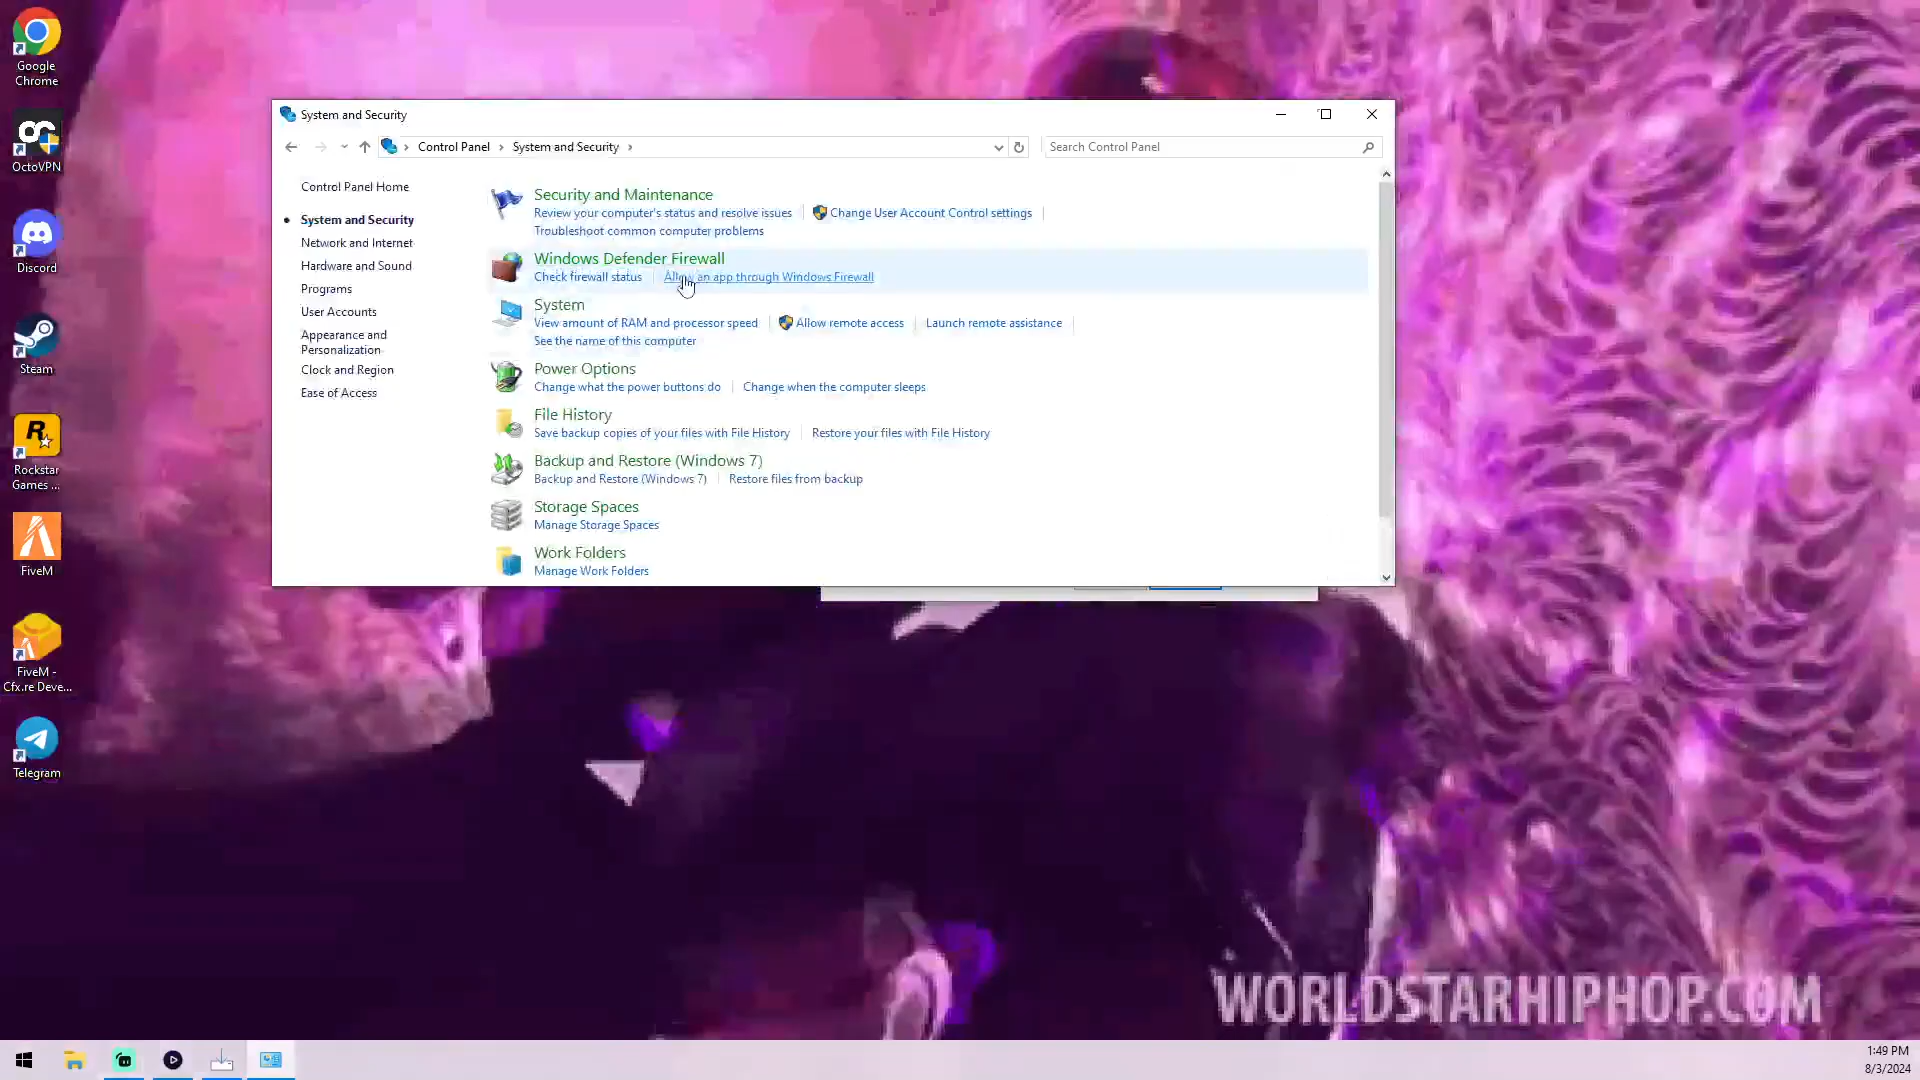 Google
Chrome
OctoVPN
Discord
Steam
Rockstar
Games ...
FiveM
FiveM -
Cfx.re Deve...
Telegram
System and Security
Control Panel
System and Security
Search Control Panel
Control Panel Home
System and Security
Network and Internet
Hardware and Sound
Programs
User Accounts
Appearance and
Personalization
Clock and Region
Ease of Access
Security and Maintenance
Review your computer's status and resolve issues
Change User Account Control settings
Troubleshoot common computer problems
Windows Defender Firewall
Check firewall status
Allow an app through Windows Firewall
System
View amount of RAM and processor speed
Allow remote access
Launch remote assistance
See the name of this computer
Power Options
Change what the power buttons do
Change when the computer sleeps
File History
Save backup copies of your files with File History
Restore your files with File History
Backup and Restore (Windows 7)
Backup and Restore (Windows 7)
Restore files from backup
Storage Spaces
Manage Storage Spaces
Work Folders
Manage Work Folders
WORLDSTARHIPHOP.COM
1:49 PM
8/3/2024